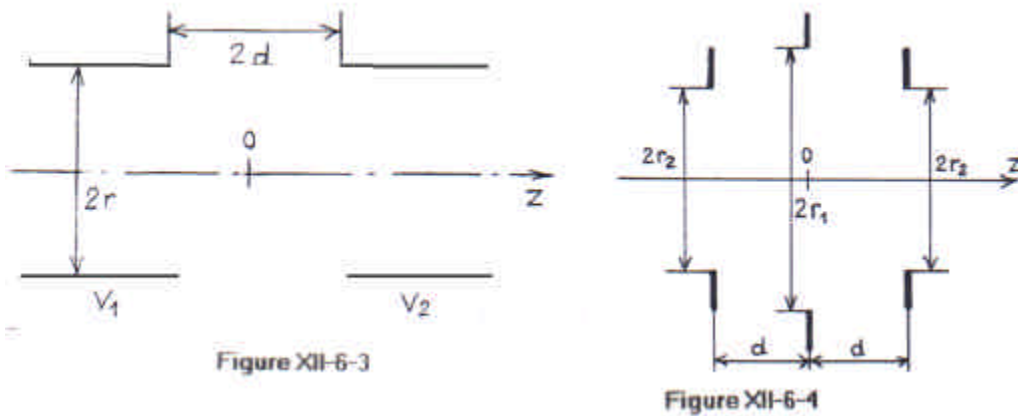 2d
0
z
2r
V1
V2
Figure XII-6-3
2r2
0
2r1
2r2
z
d
d
Figure XII-6-4